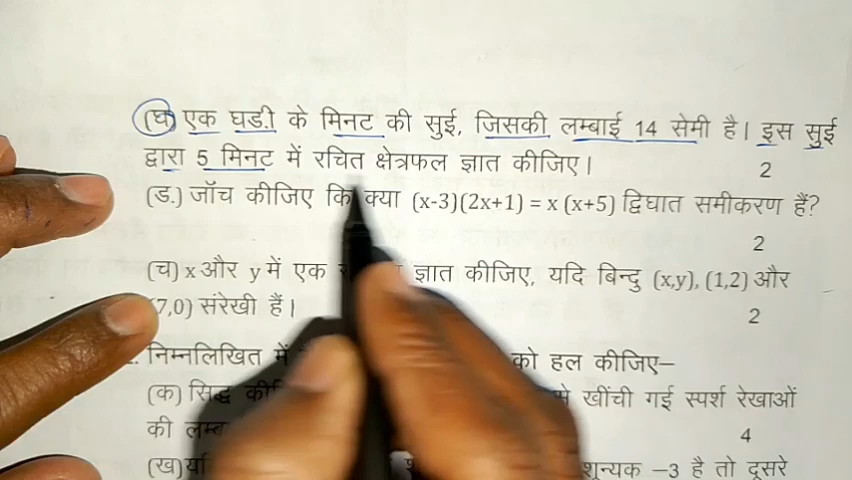 (घ) एक घड.ी के मिनट की सुई, जिसकी लम्बाई 14 सेमी है। इस सुई
द्वारा 5 मिनट में रचित क्षेत्रफल ज्ञात कीजिए।
2
(ड.) जॉच कीजिए कि क्या (x-3)(2x+1) = x (x+5) द्विघात समीकरण हैं?
2
(च) x और y में एक ज्ञात कीजिए, यदि बिन्दु (x,y), (1,2) और
7,0) संरेखी हैं।
2
निम्नलिखित में को हल कीजिए–
(क) सिद्ध से खींची गई स्पर्श रेखाओं
की
4
(ख) शून्यक –3 है तो दूसरे